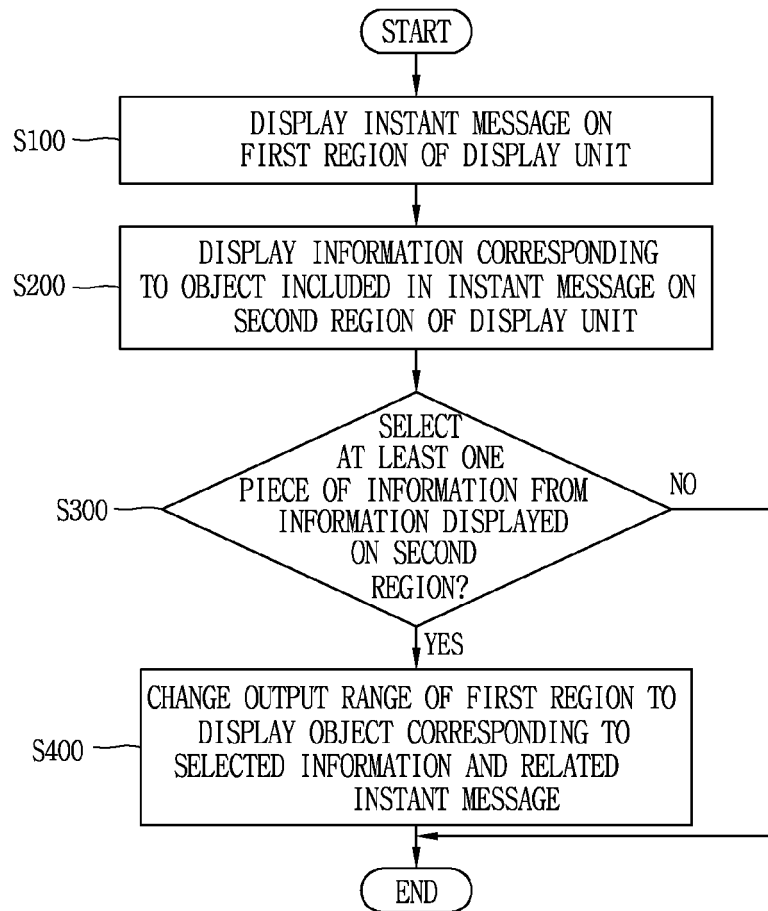 START
S100
DISPLAY INSTANT MESSAGE ON
FIRST REGION OF DISPLAY UNIT
S200
DISPLAY INFORMATION CORRESPONDING
TO OBJECT INCLUDED IN INSTANT MESSAGE ON
SECOND REGION OF DISPLAY UNIT
S300
SELECT
AT LEAST ONE
PIECE OF INFORMATION FROM
INFORMATION DISPLAYED
ON SECOND
REGION?
NO
YES
S400
CHANGE OUTPUT RANGE OF FIRST REGION TO
DISPLAY OBJECT CORRESPONDING TO
SELECTED INFORMATION AND RELATED
INSTANT MESSAGE
END